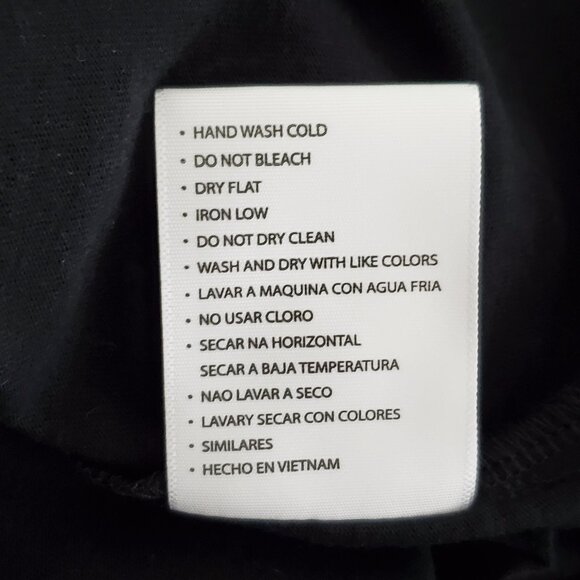 • HAND WASH COLD
• DO NOT BLEACH
• DRY FLAT
• IRON LOW
• DO NOT DRY CLEAN
• WASH AND DRY WITH LIKE COLORS
• LAVAR A MAQUINA CON AGUA FRIA
• NO USAR CLORO
• SECAR NA HORIZONTAL
SECAR A BAJA TEMPERATURA
• NAO LAVAR A SECO
• LAVARY SECAR CON COLORES
• SIMILARES
• HECHO EN VIETNAM